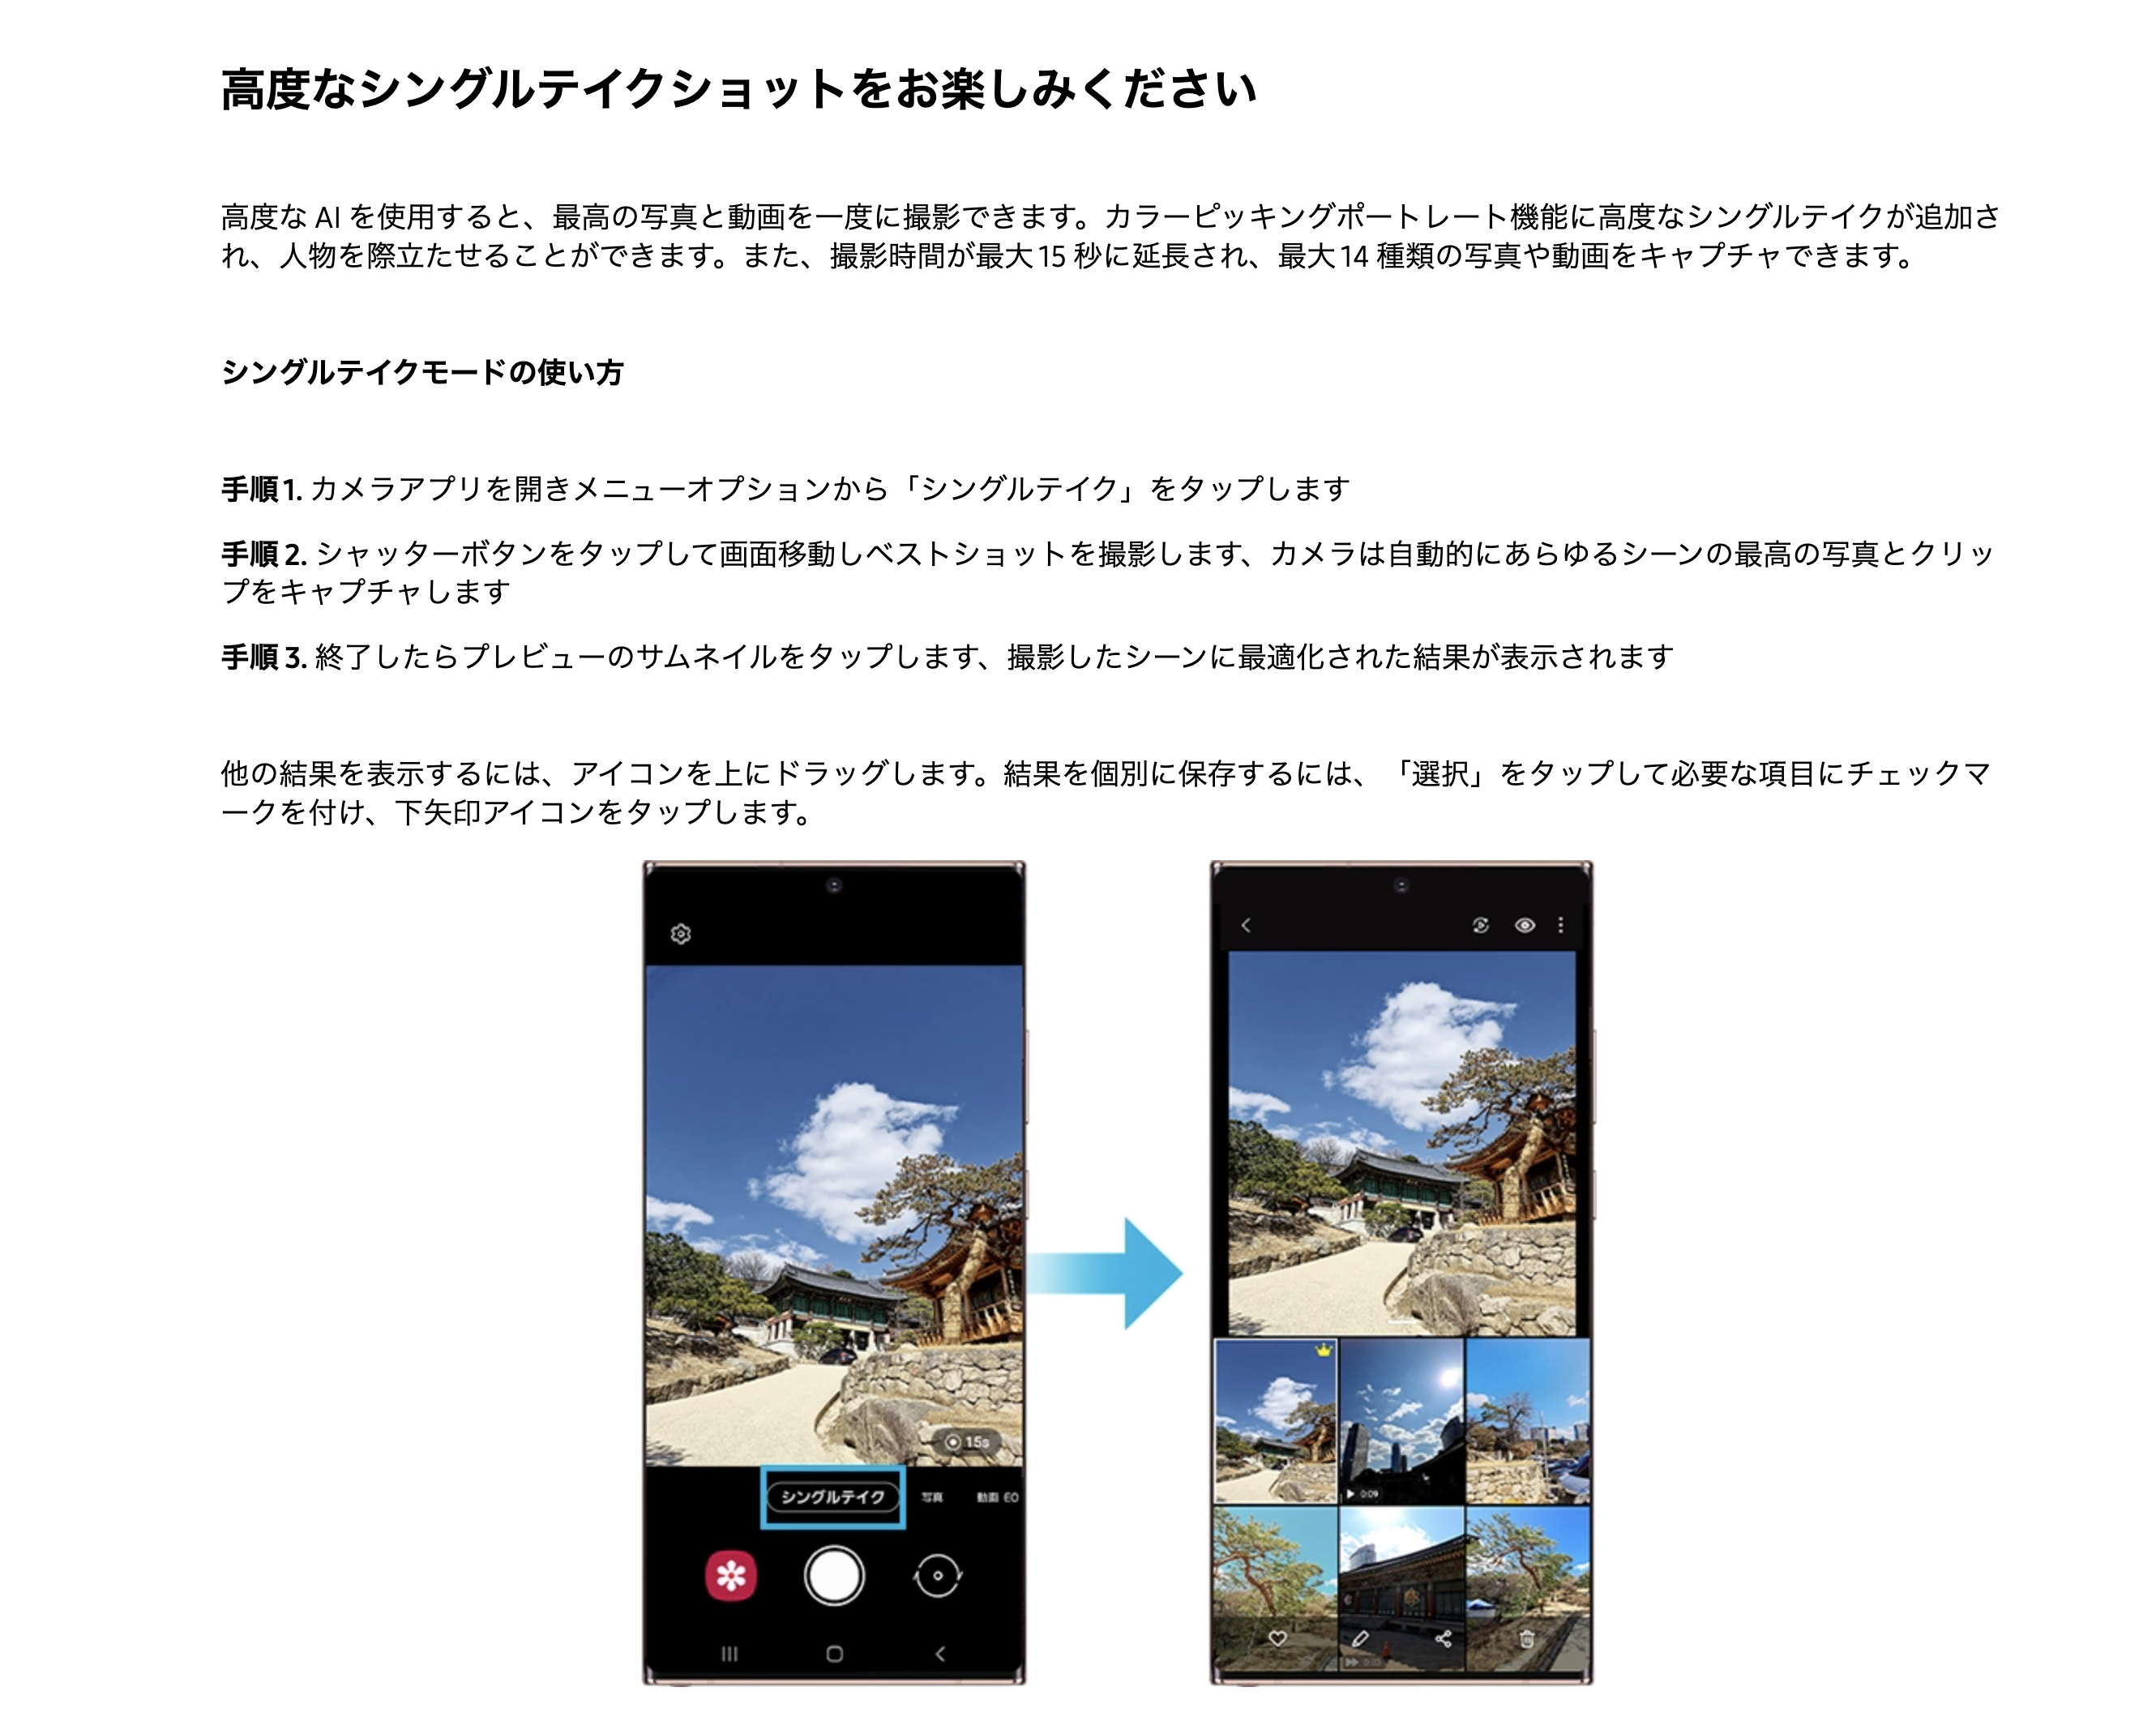 高度なシングルテイクショットをお楽しみください
高度な AI を使用すると、最高の写真と動画を一度に撮影できます。カラーピッキングポートレート機能に高度なシングルテイクが追加さ
れ、人物を際立たせることができます。また、撮影時間が最大15 秒に延長され、最大14 種類の写真や動画をキャプチャできます。
シングルテイクモードの使い方
手順1. カメラアプリを開きメニューオプションから「シングルテイク」をタップします
手順 2. シャッターボタンをタップして画面移動しベストショットを撮影します、カメラは自動的にあらゆるシーンの最高の写真とクリッ
プをキャプチャします
手順 3. 終了したらプレビューのサムネイルをタップします、撮影したシーンに最適化された結果が表示されます
他の結果を表示するには、アイコンを上にドラッグします。結果を個別に保存するには、「選択」をタップして必要な項目にチェックマ
ークを付け、下矢印アイコンをタップします。
15s
シングルテイク 写真 動画
0:09